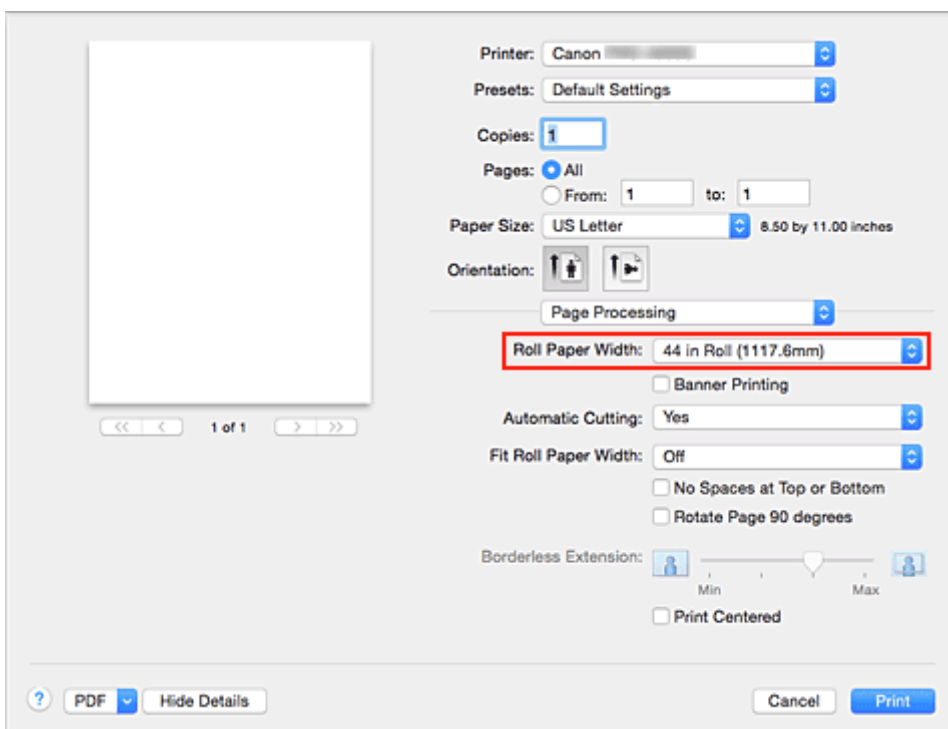 Printer: Canon
Presets: Default Settings
Copies: 1
Pages: All
From: 1 to: 1
Paper Size: US Letter 8.50 by 11.00 inches
Orientation:
Page Processing
Roll Paper Width: 44 in Roll (1117.6mm)
Banner Printing
Automatic Cutting: Yes
Fit Roll Paper Width: Off
No Spaces at Top or Bottom
Rotate Page 90 degrees
Borderless Extension:
Min Max
Print Centered
1 of 1
? PDF Hide Details Cancel Print